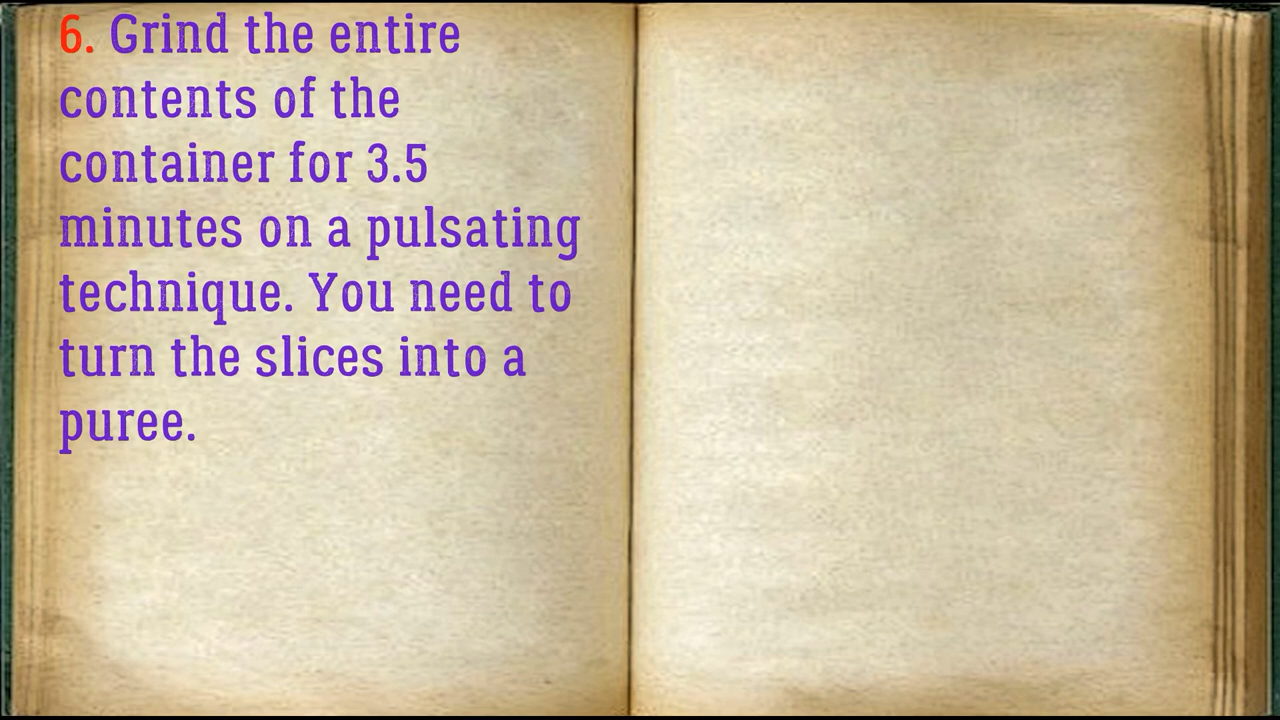 6. Grind the entire
contents of the
container for 3.5
minutes on a pulsating
technique. You need to
turn the slices into a
puree.